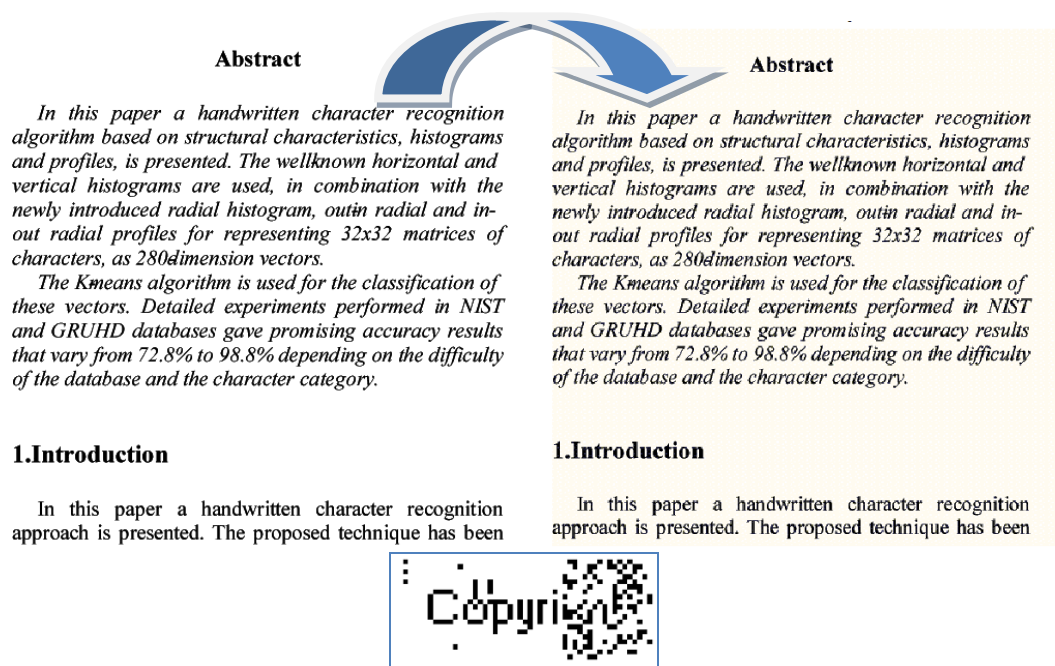 Abstract
In this paper a handwritten character recognition
algorithm based on structural characteristics, histograms
and profiles, is presented. The wellknown horizontal and
vertical histograms are used, in combination with the
newly introduced radial histogram, outin radial and in-
out radial profiles for representing 32x32 matrices of
characters, as 280dimension vectors.
The Kmeans algorithm is used for the classification of
these vectors. Detailed experiments performed in NIST
and GRUHD databases gave promising accuracy results
that vary from 72.8% to 98.8% depending on the difficulty
of the database and the character category.
1.Introduction
In this paper a handwritten character recognition
approach is presented. The proposed technique has been
Abstract
In this paper a handwritten character recognition
algorithm based on structural characteristics, histograms
and profiles, is presented. The wellknown horizontal and
vertical histograms are used, in combination with the
newly introduced radial histogram, outin radial and in-
out radial profiles for representing 32x32 matrices of
characters, as 280dimension vectors.
The Kmeans algorithm is used for the classification of
these vectors. Detailed experiments performed in NIST
and GRUHD databases gave promising accuracy results
that vary from 72.8% to 98.8% depending on the difficulty
of the database and the character category.
1.Introduction
In this paper a handwritten character recognition
approach is presented. The proposed technique has been